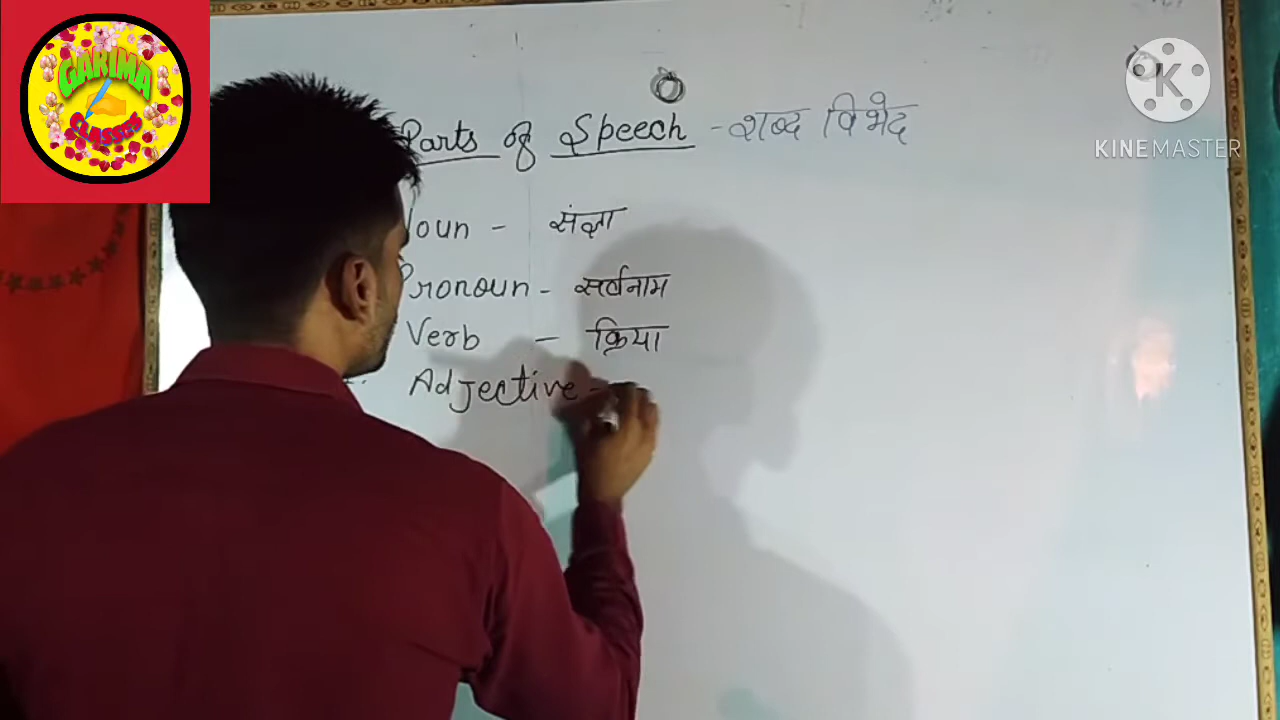 GARIMA
CLASSES
KINEMASTER
Parts of Speech - शब्द विभेद
Noun - संज्ञा
Pronoun - सर्वनाम
Verb - क्रिया
Adjective -